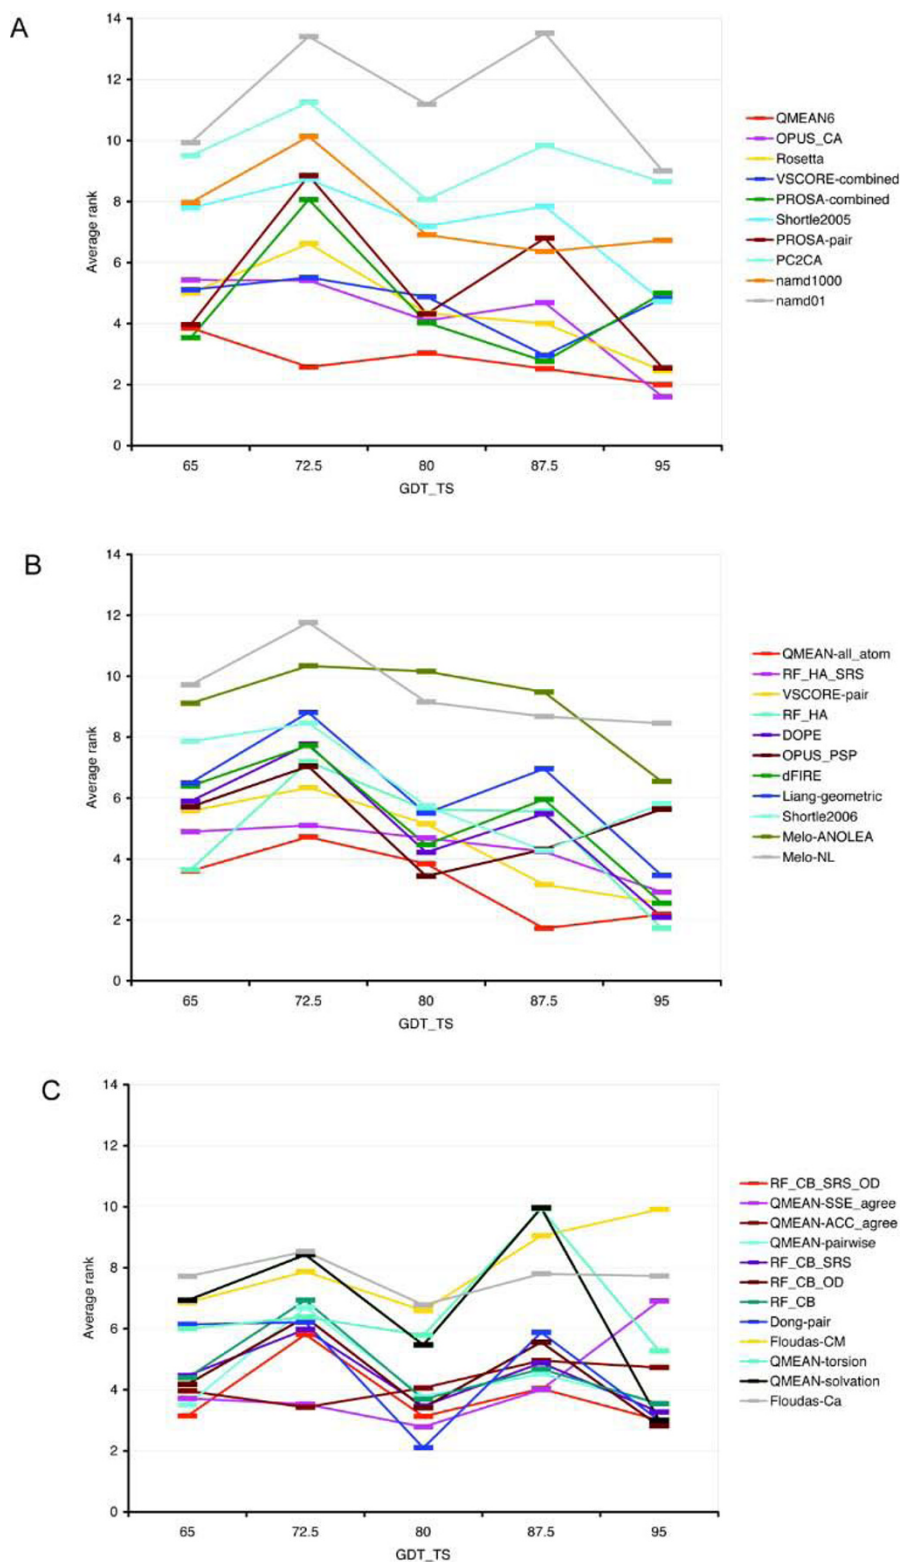 A
14
12
10
8
6
4
2
0
Average rank
65 72.5 80 87.5 95
GDT_TS
QMEAN6
OPUS_CA
Rosetta
VSCORE-combined
PROSA-combined
Shortle2005
PROSA-pair
PC2CA
namd1000
namd01
B
14
12
10
8
6
4
2
0
Average rank
65 72.5 80 87.5 95
GDT_TS
QMEAN-all_atom
RF_HA_SRS
VSCORE-pair
RF_HA
DOPE
OPUS_PSP
dFIRE
Liang-geometric
Shortle2006
Melo-ANOLEA
Melo-NL
C
14
12
10
8
6
4
2
0
Average rank
65 72.5 80 87.5 95
GDT_TS
RF_CB_SRS_OD
QMEAN-SSE_agree
QMEAN-ACC_agree
QMEAN-pairwise
RF_CB_SRS
RF_CB_OD
RF_CB
Dong-pair
Floudas-CM
QMEAN-torsion
QMEAN-solvation
Floudas-Ca